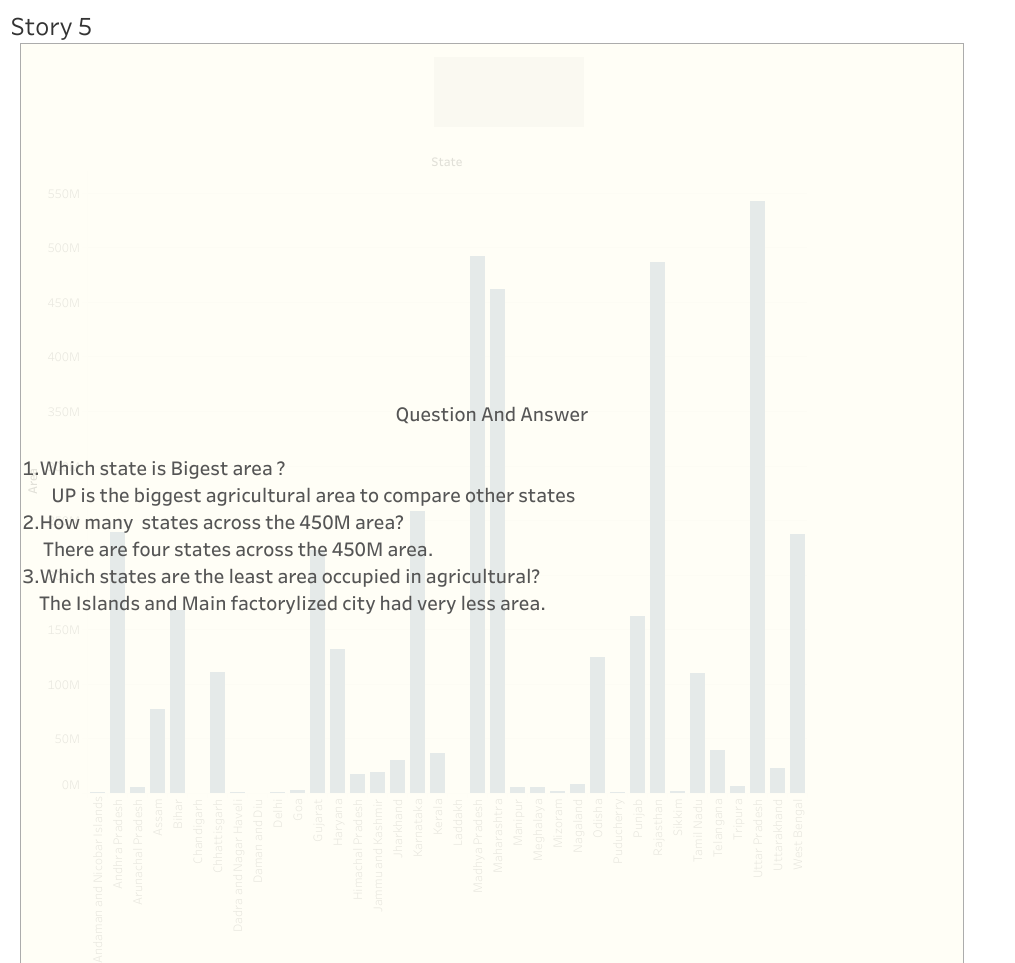 Story 5
State
550M
500M
450M
400M
350M
Question And Answer
1.Which state is Bigest area ?
Area
UP is the biggest agricultural area to compare other states
2.How many states across the 450M area?
There are four states across the 450M area.
3.Which states are the least area occupied in agricultural?
The Islands and Main factorylized city had very less area.
150M
100M
50M
0M
Andaman and Nicobar Islands
Andhra Pradesh
Arunachal Pradesh
Assam
Bihar
Chandigarh
Chhattisgarh
Dadra and Nagar Haveli
Daman and Diu
Delhi
Goa
Gujarat
Haryana
Himachal Pradesh
Jammu and Kashmir
Jharkhand
Karnataka
Kerala
Laddakh
Madhya Pradesh
Maharashtra
Manipur
Meghalaya
Mizoram
Nagaland
Odisha
Puducherry
Punjab
Rajasthan
Sikkim
Tamil Nadu
Telangana
Tripura
Uttar Pradesh
Uttarakhand
West Bengal